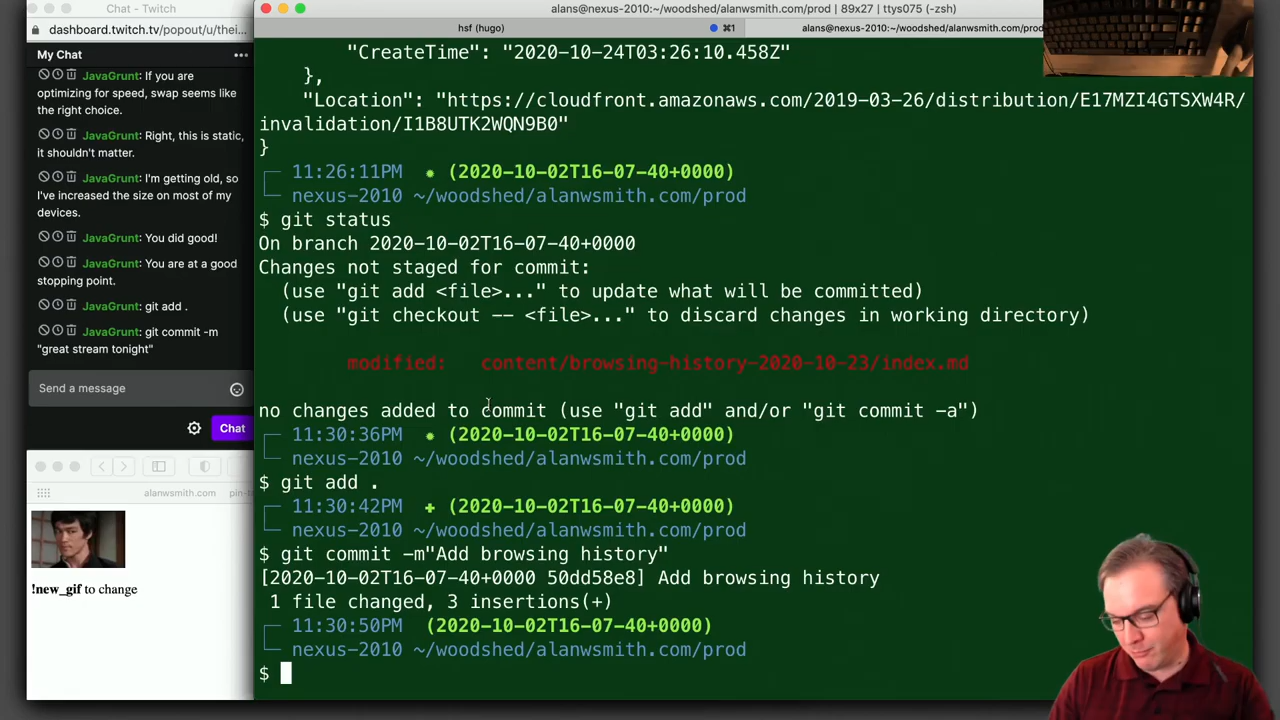 Chat - Twitch
dashboard.twitch.tv/popout/u/thei
My Chat
JavaGrunt: If you are
optimizing for speed, swap seems like
the right choice.
JavaGrunt: Right, this is static,
it shouldn't matter.
JavaGrunt: I'm getting old, so
I've increased the size on most of my
devices.
JavaGrunt: You did good!
JavaGrunt: You are at a good
stopping point.
JavaGrunt: git add .
JavaGrunt: git commit -m
"great stream tonight"
Send a message
Chat
alanwsmith.com
!new_gif to change
alans@nexus-2010:~/woodshed/alanwsmith.com/prod | 89x27 | ttys075 (-zsh)
hsf (hugo)
⌘1
alans@nexus-2010:~/woodshed/alanwsmith.com/prod
"CreateTime": "2020-10-24T03:26:10.458Z"
},
"Location": "https://cloudfront.amazonaws.com/2019-03-26/distribution/E17MZI4GTSXW4R/
invalidation/I1B8UTK2WQN9B0"
}
11:26:11PM ✹ (2020-10-02T16-07-40+0000)
nexus-2010 ~/woodshed/alanwsmith.com/prod
$ git status
On branch 2020-10-02T16-07-40+0000
Changes not staged for commit:
(use "git add <file>..." to update what will be committed)
(use "git checkout -- <file>..." to discard changes in working directory)
modified: content/browsing-history-2020-10-23/index.md
no changes added to commit (use "git add" and/or "git commit -a")
11:30:36PM ✹ (2020-10-02T16-07-40+0000)
nexus-2010 ~/woodshed/alanwsmith.com/prod
$ git add .
11:30:42PM ✚ (2020-10-02T16-07-40+0000)
nexus-2010 ~/woodshed/alanwsmith.com/prod
$ git commit -m"Add browsing history"
[2020-10-02T16-07-40+0000 50dd58e8] Add browsing history
1 file changed, 3 insertions(+)
11:30:50PM (2020-10-02T16-07-40+0000)
nexus-2010 ~/woodshed/alanwsmith.com/prod
$